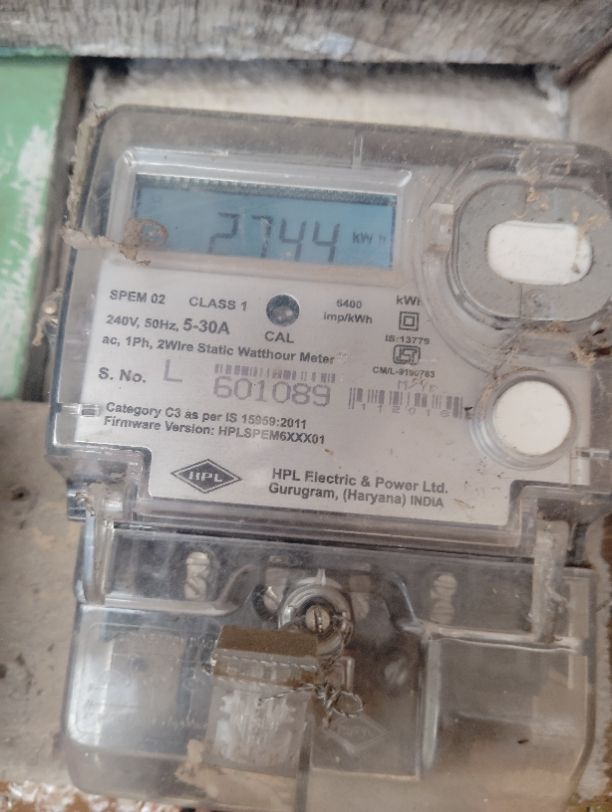 2744 kWh
SPEM 02 CLASS 1 6400 imp/kWh kWh
240V, 50Hz, 5-30A CAL IS:13779
ac, 1Ph, 2Wire Static Watthour Meter
S. No. L 601089
Category C3 as per IS 15959:2011
Firmware Version: HPLSPEM6XXX01
HPL
HPL Electric & Power Ltd.
Gurugram, (Haryana) INDIA